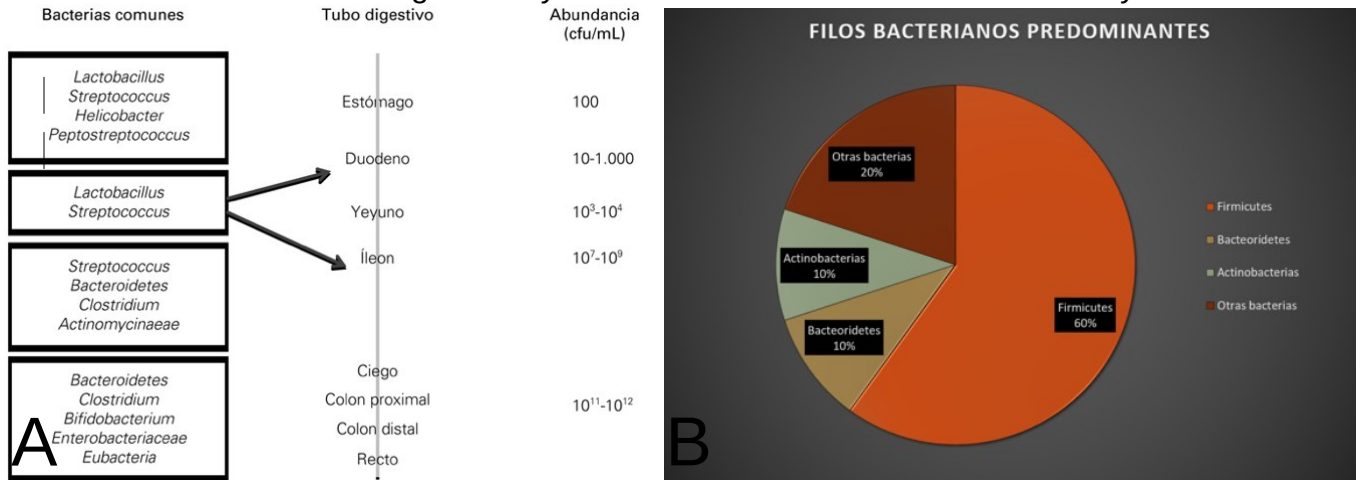 Bacterias comunes
Tubo digestivo
Abundancia
(cfu/mL)
Lactobacillus
Streptococcus
Helicobacter
Peptostreptococcus
Lactobacillus
Streptococcus
Streptococcus
Bacteroidetes
Clostridium
Actinomycinaeae
Bacteroidetes
Clostridium
Bifidobacterium
Enterobacteriaceae
Eubacteria
Estómago
100
Duodeno
10-1.000
Yeyuno
10³-10⁴
Íleon
10⁷-10⁹
Ciego
Colon proximal
Colon distal
Recto
10¹¹-10¹²
A
FILOS BACTERIANOS PREDOMINANTES
Otras bacterias
20%
Actinobacterias
10%
Bacteoridetes
10%
Firmicutes
60%
Firmicutes
Bacteoridetes
Actinobacterias
Otras bacterias
B